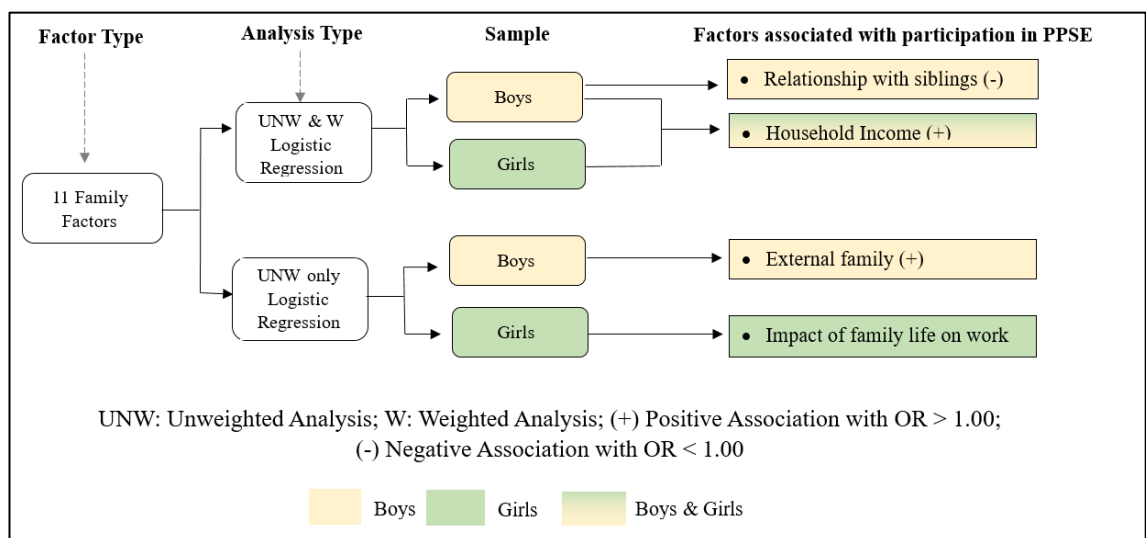 Factor Type
Analysis Type
Sample
Factors associated with participation in PPSE
11 Family
Factors
UNW & W
Logistic
Regression
Boys
Girls
• Relationship with siblings (-)
• Household Income (+)
UNW only
Logistic
Regression
Boys
Girls
• External family (+)
• Impact of family life on work
UNW: Unweighted Analysis; W: Weighted Analysis; (+) Positive Association with OR > 1.00;
(-) Negative Association with OR < 1.00
Boys
Girls
Boys & Girls